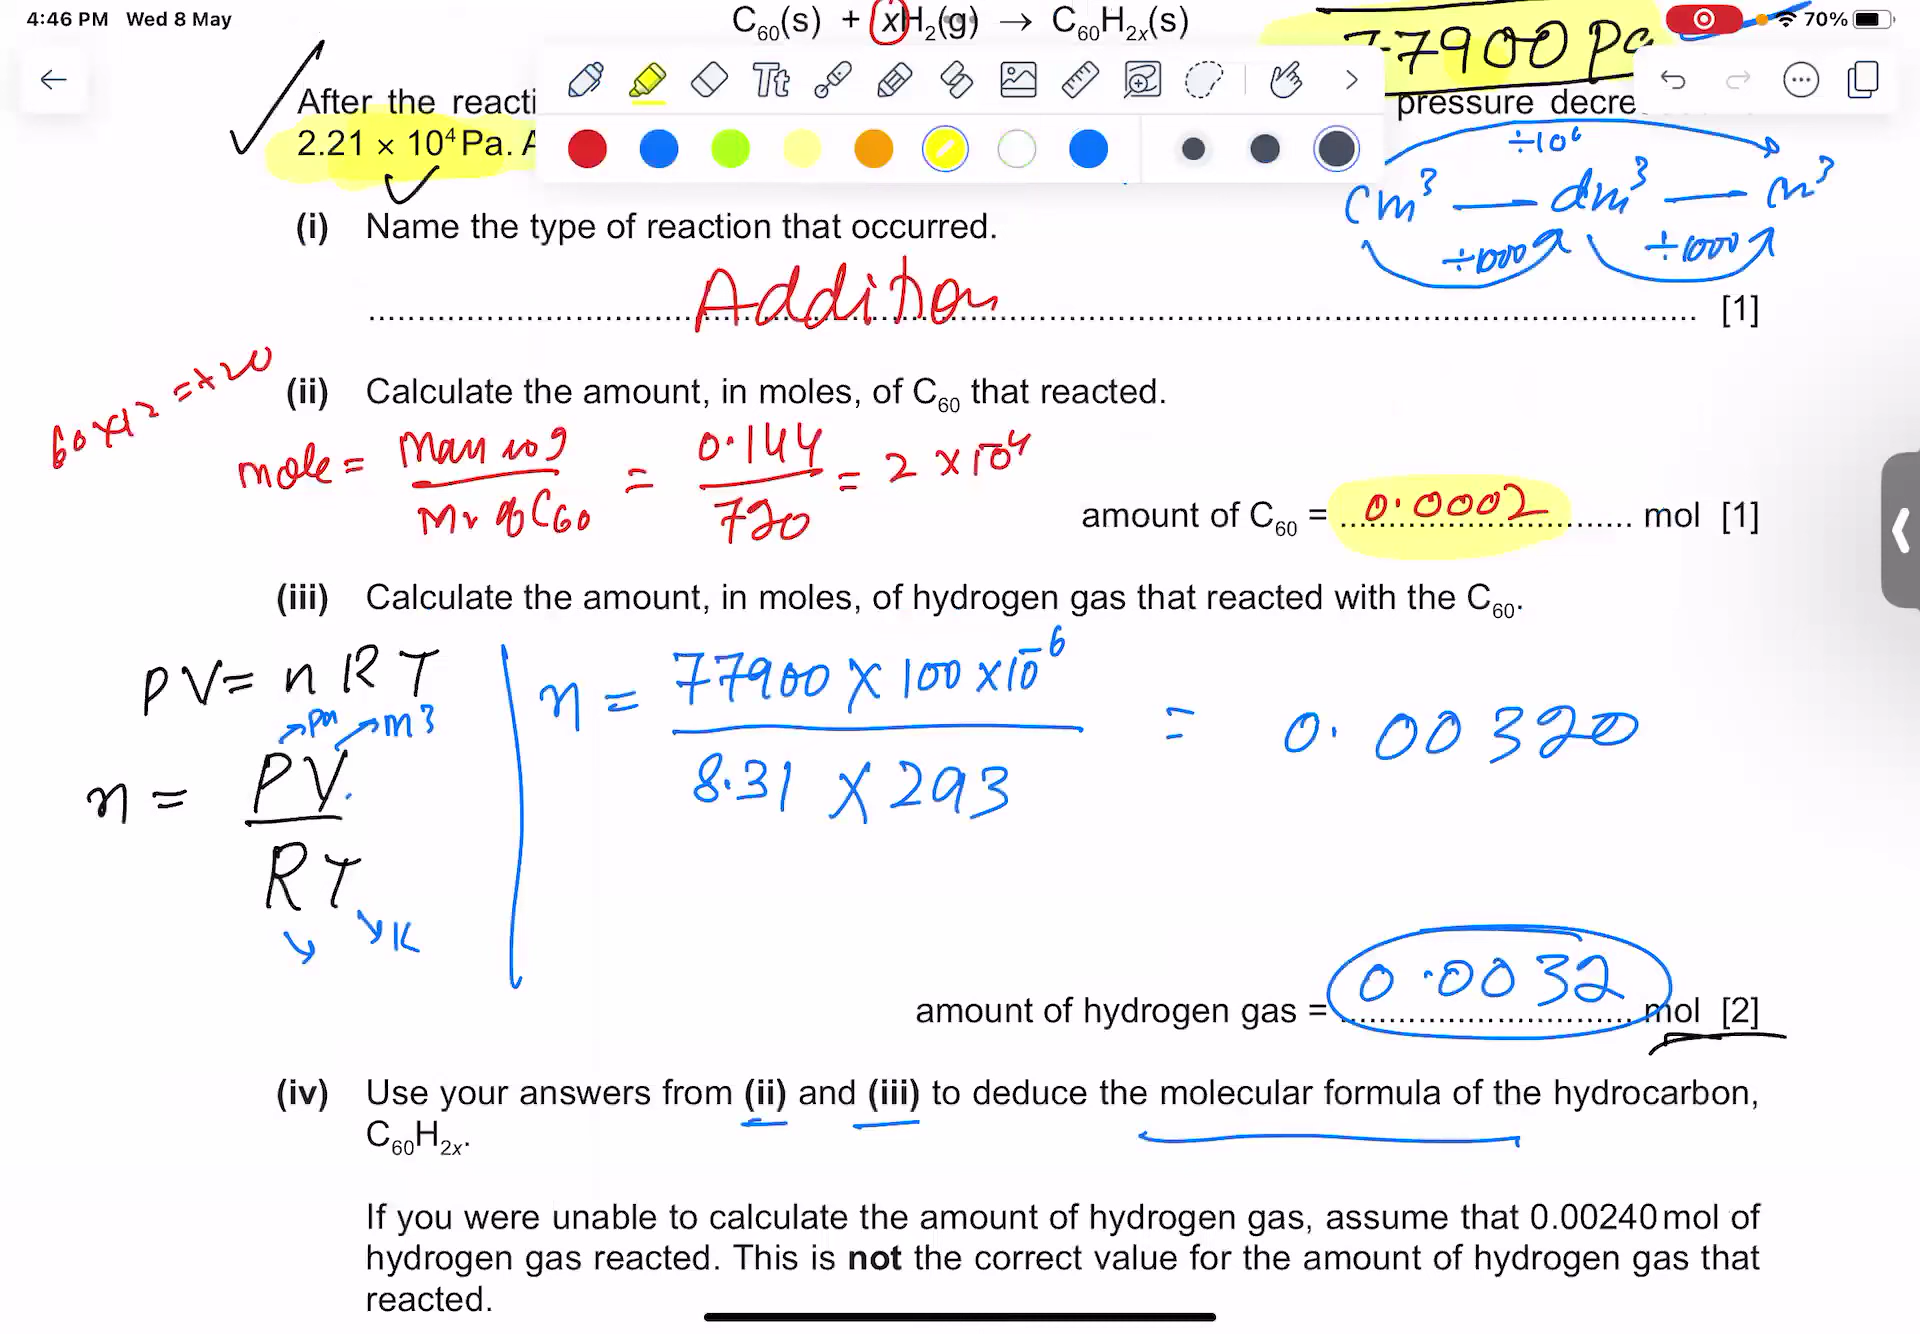 4:46 PM Wed 8 May
70%
C₆₀(s) + xH₂(g) → C₆₀H₂ₓ(s)
77900 Pa
After the reacti
pressure decre
2.21 × 10⁴ Pa. A
Tt
÷10⁶
cm³ — dm³ — m³
÷1000 ÷1000
(i) Name the type of reaction that occurred.
Addition
[1]
60×12 = 720
(ii) Calculate the amount, in moles, of C₆₀ that reacted.
mole = Mass in g / Mr of C60 = 0.144 / 720 = 2 × 10⁻⁴
amount of C₆₀ = 0.0002 mol [1]
(iii) Calculate the amount, in moles, of hydrogen gas that reacted with the C₆₀.
PV = nRT
Pa m3
n = PV / RT
K
n = 77900 × 100 × 10⁻⁶ / 8.31 × 293 = 0.00320
amount of hydrogen gas = 0.0032 mol [2]
(iv) Use your answers from (ii) and (iii) to deduce the molecular formula of the hydrocarbon,
C₆₀H₂ₓ.
If you were unable to calculate the amount of hydrogen gas, assume that 0.00240 mol of
hydrogen gas reacted. This is not the correct value for the amount of hydrogen gas that
reacted.